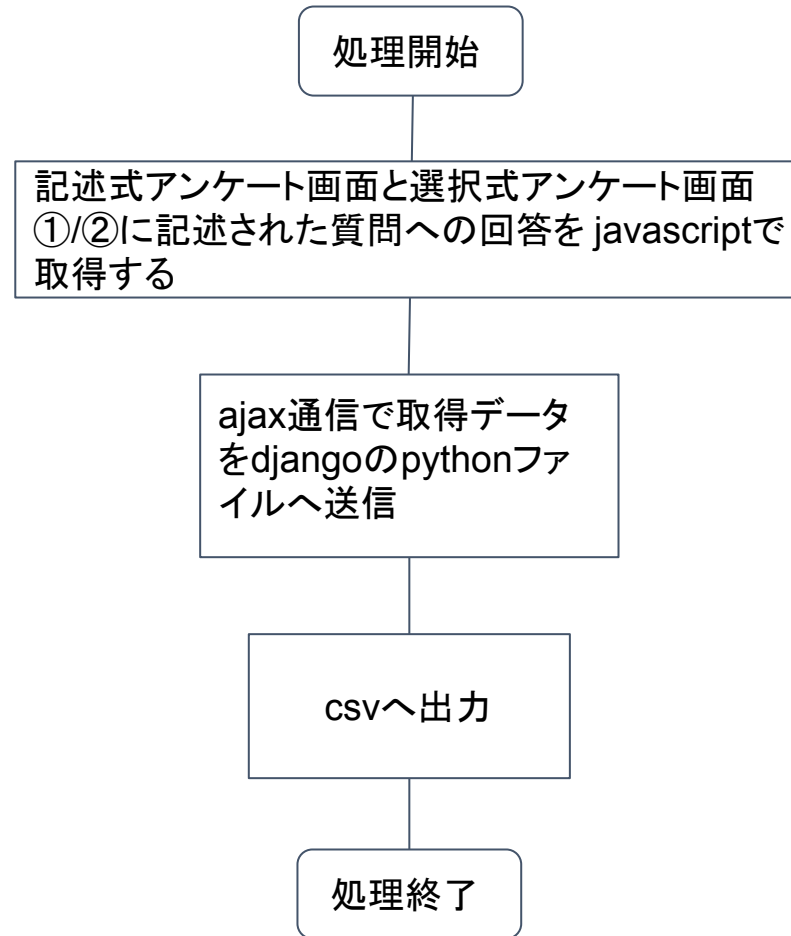 処理開始
記述式アンケート画面と選択式アンケート画面
①/②に記述された質問への回答を javascriptで
取得する
ajax通信で取得データ
をdjangoのpythonファ
イルへ送信
csvへ出力
処理終了